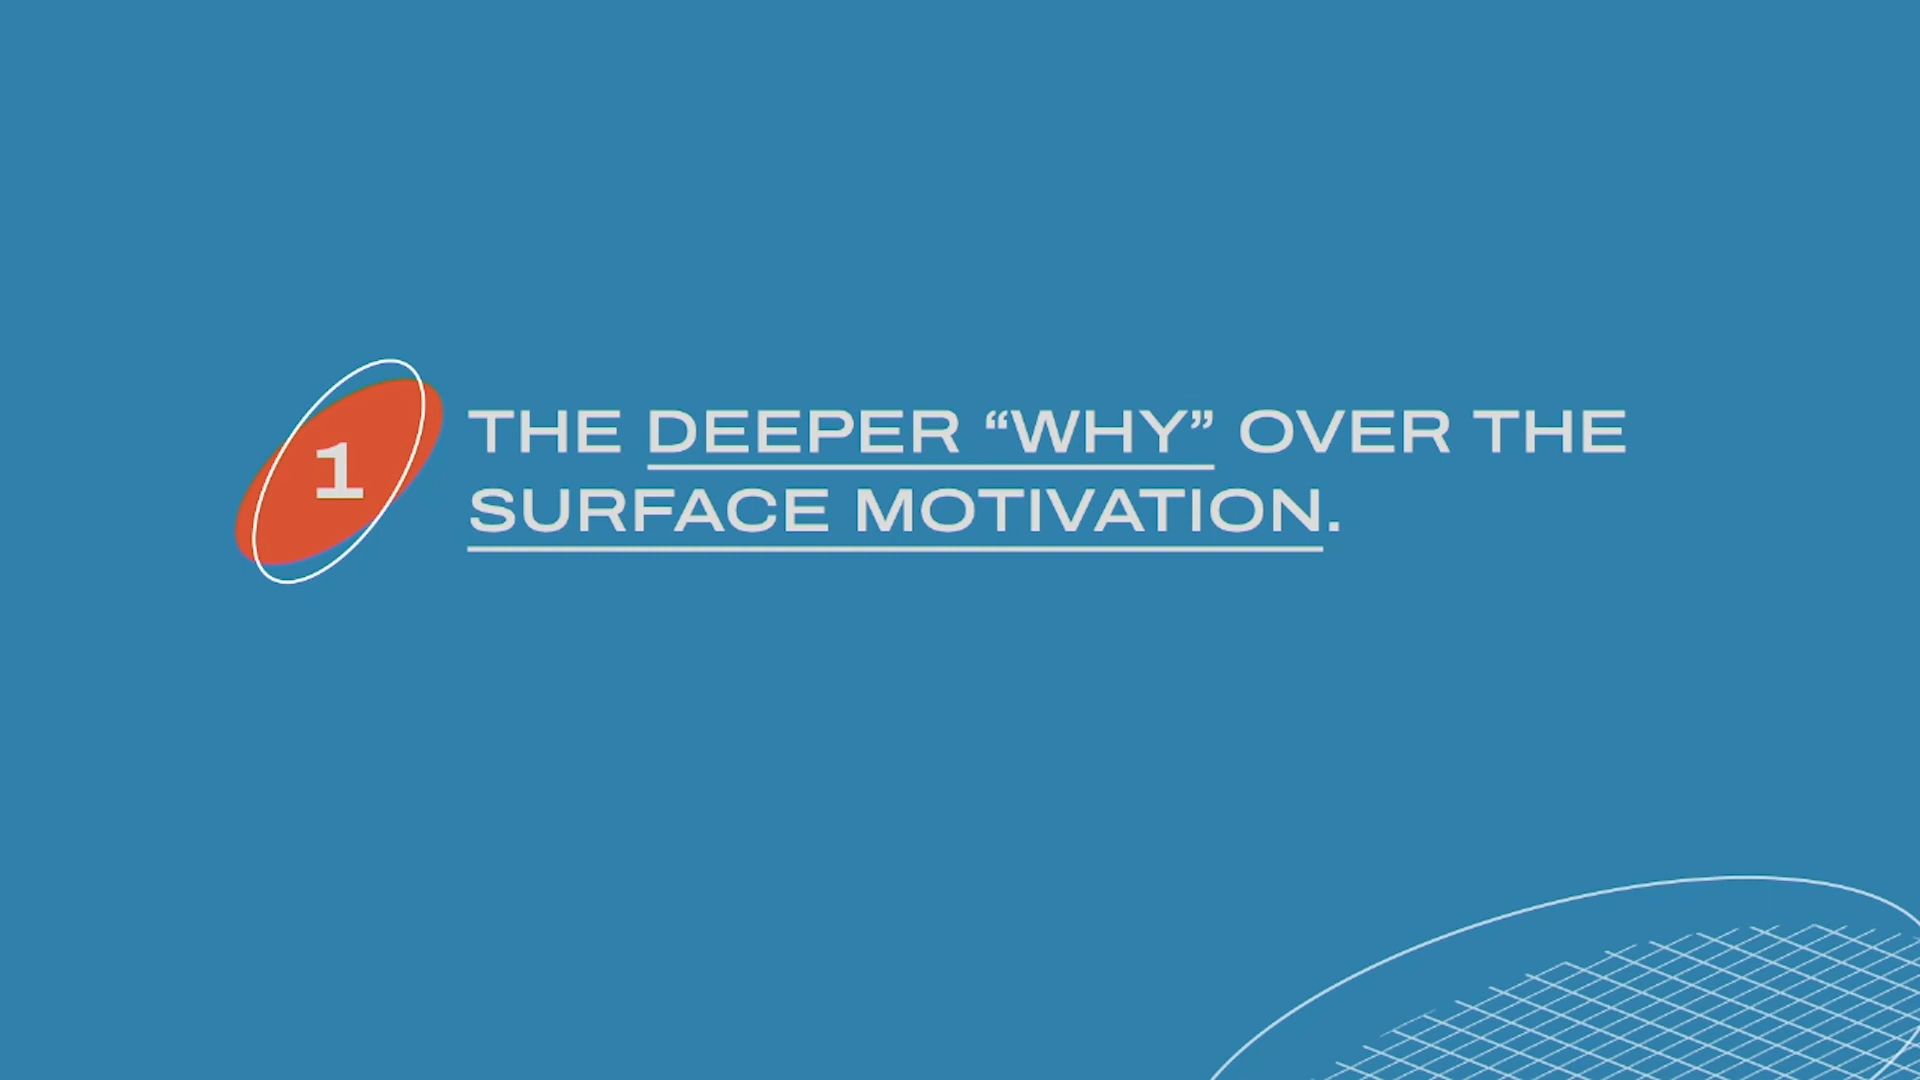 1
THE DEEPER “WHY” OVER THE
SURFACE MOTIVATION.